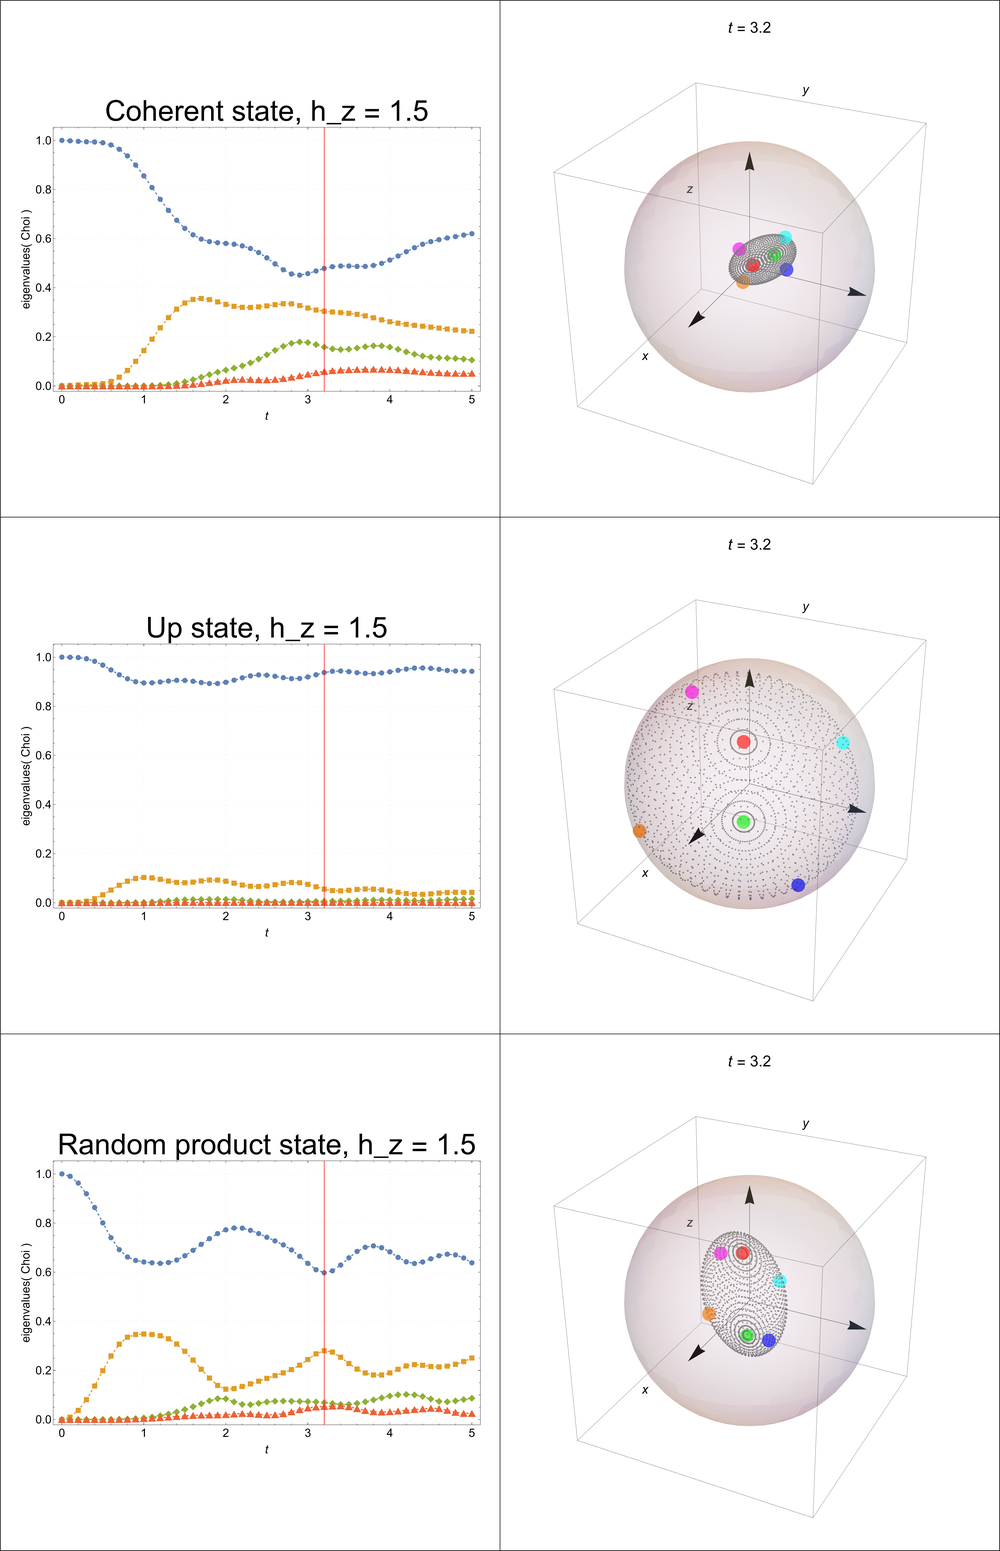 Coherent state, h_z = 1.5
eigenvalues( Choi )
1.0
0.8
0.6
0.4
0.2
0.0
0 1 2 3 4 5
t
t = 3.2
y
z
x
Up state, h_z = 1.5
eigenvalues( Choi )
1.0
0.8
0.6
0.4
0.2
0.0
0 1 2 3 4 5
t
t = 3.2
y
z
x
Random product state, h_z = 1.5
eigenvalues( Choi )
1.0
0.8
0.6
0.4
0.2
0.0
0 1 2 3 4 5
t
t = 3.2
y
z
x